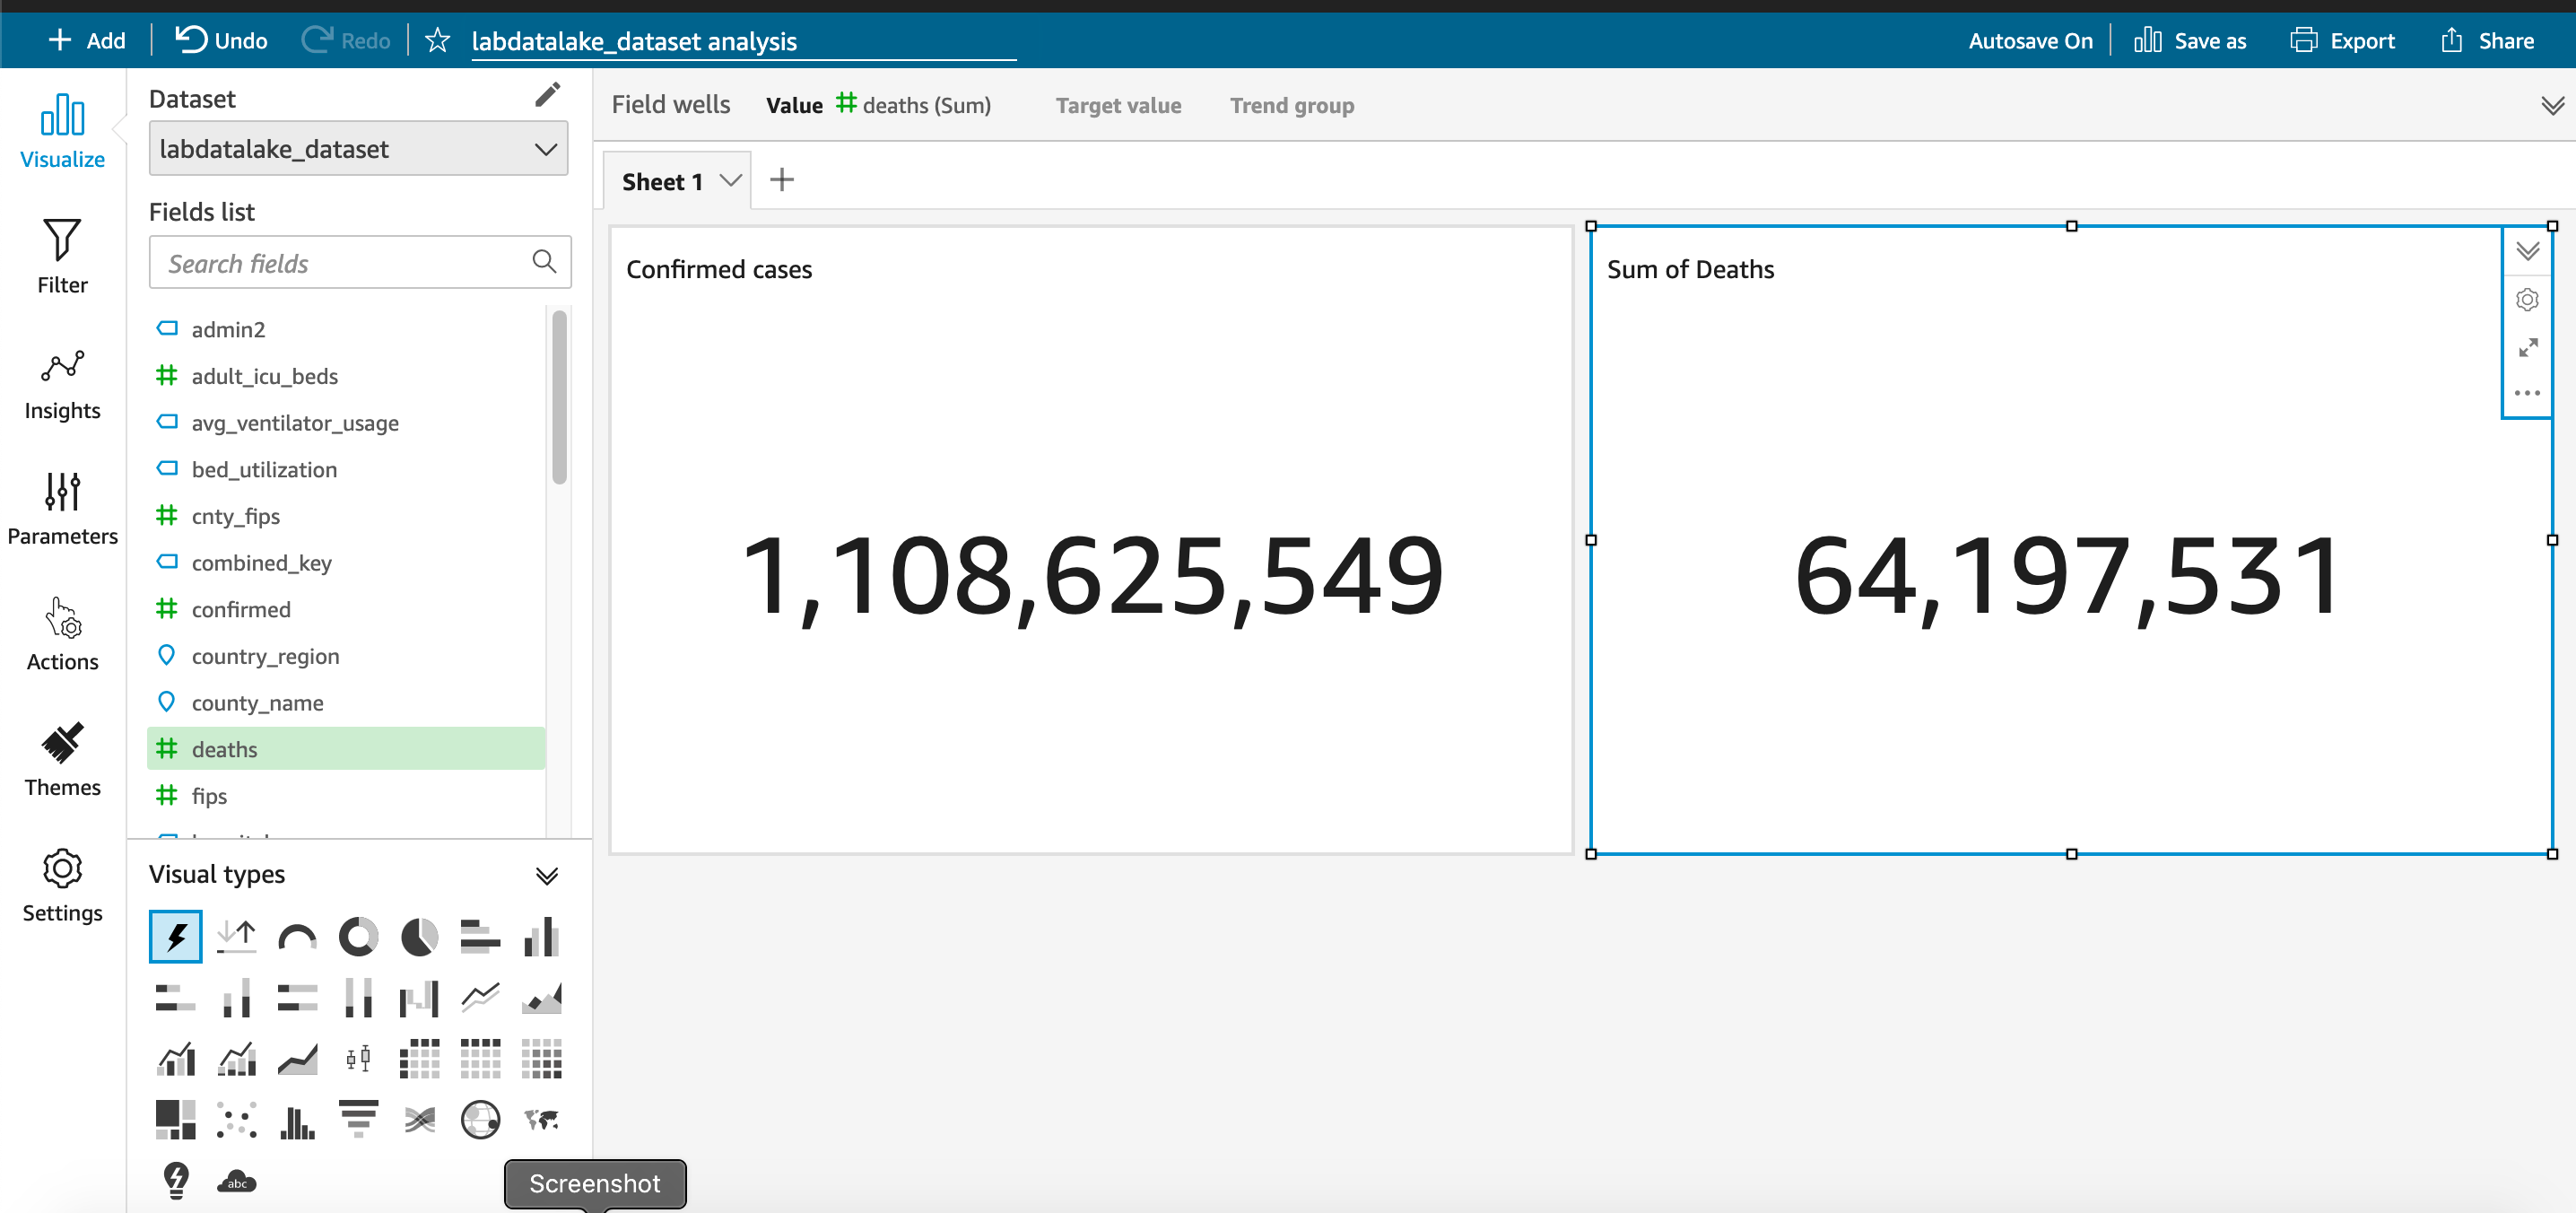 Add
Undo
Redo
labdatalake_dataset analysis
Autosave On
Save as
Export
Share
Visualize
Filter
Insights
Parameters
Actions
Themes
Settings
Dataset
labdatalake_dataset
Fields list
Search fields
admin2
adult_icu_beds
avg_ventilator_usage
bed_utilization
cnty_fips
combined_key
confirmed
country_region
county_name
deaths
fips
Visual types
abc
Screenshot
Field wells
Value deaths (Sum)
Target value
Trend group
Sheet 1
Confirmed cases
1,108,625,549
Sum of Deaths
64,197,531